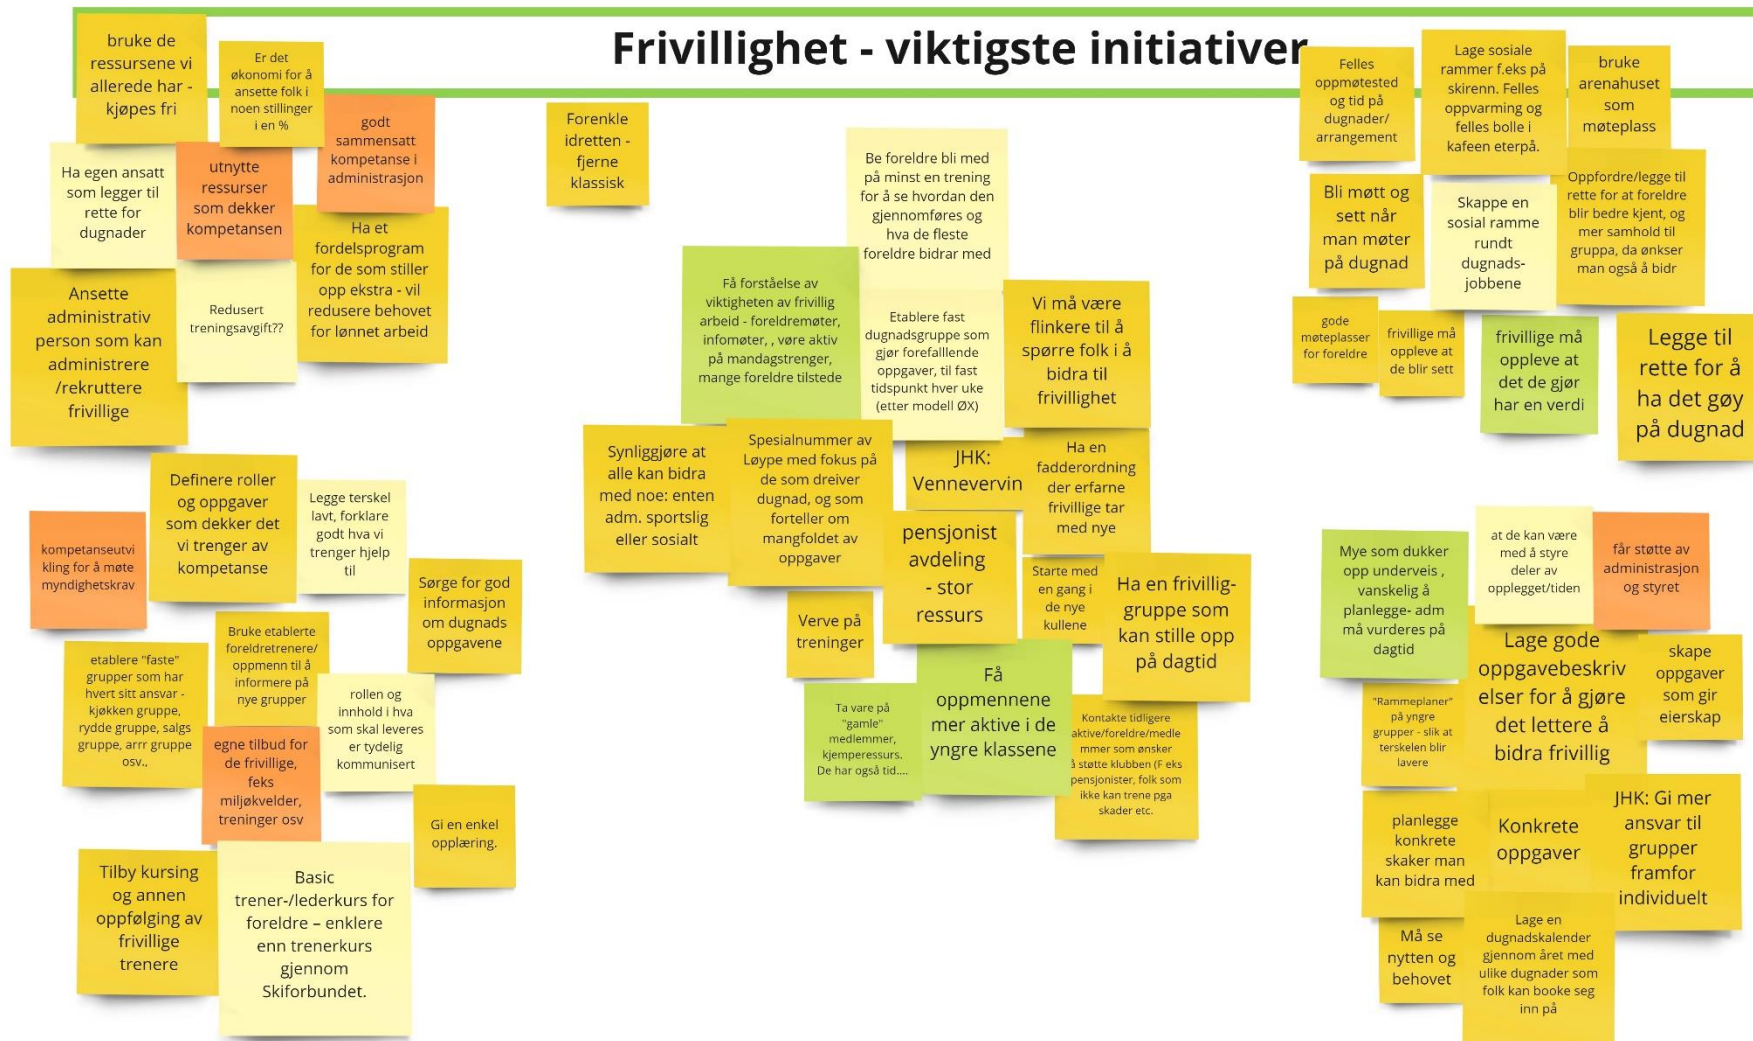 Frivillighet - viktigste initiativer
bruke de
ressursene vi
allerede har -
kjøpes fri
Er det
økonomi for å
ansette folk i
noen stillinger
i en %
godt
sammensatt
kompetanse i
administrasjon
Ha egen ansatt
som legger til
rette for
dugnader
utnytte
ressurser
som dekker
kompetansen
Ha et
fordelsprogram
for de som stiller
opp ekstra - vil
redusere behovet
for lønnet arbeid
Ansette
administrativ
person som kan
administrere
/rekruttere
frivillige
Redusert
treningsavgift??
Definere roller
og oppgaver
som dekker det
vi trenger av
kompetanse
Legge terskel
lavt, forklare
godt hva vi
trenger hjelp
til
kompetanseutvi
kling for å møte
myndighetskrav
Sørge for god
informasjon
om dugnads
oppgavene
Bruke etablerte
foreldretrenere/
oppmenn til å
informere på
nye grupper
etablere "faste"
grupper som har
hvert sitt ansvar -
kjøkken gruppe,
rydde gruppe, salgs
gruppe, arrr gruppe
osv..
rollen og
innhold i hva
som skal leveres
er tydelig
kommunisert
egne tilbud for
de frivillige,
feks
miljøkvelder,
treninger osv
Gi en enkel
opplæring.
Tilby kursing
og annen
oppfølging av
frivillige
trenere
Basic
trener-/lederkurs for
foreldre – enklere
enn trenerkurs
gjennom
Skiforbundet.
Forenkle
idretten -
fjerne
klassisk
Be foreldre bli med
på minst en trening
for å se hvordan den
gjennomføres og
hva de fleste
foreldre bidrar med
Få forståelse av
viktigheten av frivillig
arbeid - foreldremøter,
infomøter, , vøre aktiv
på mandagstrenger,
mange foreldre tilstede
Etablere fast
dugnadsgruppe som
gjør forefalllende
oppgaver, til fast
tidspunkt hver uke
(etter modell ØX)
Vi må være
flinkere til å
spørre folk i å
bidra til
frivillighet
Synliggjøre at
alle kan bidra
med noe: enten
adm. sportslig
eller sosialt
Spesialnummer av
Løype med fokus på
de som dreiver
dugnad, og som
forteller om
mangfoldet av
oppgaver
JHK:
Vennevervin
Ha en
fadderordning
der erfarne
frivillige tar
med nye
pensjonist
avdeling
- stor
ressurs
Starte med
en gang i
de nye
kullene
Ha en frivillig-
gruppe som
kan stille opp
på dagtid
Verve på
treninger
Få
oppmennene
mer aktive i de
yngre klassene
Ta vare på
"gamle"
medlemmer,
kjemperessurs.
De har også tid....
Kontakte tidligere
aktive/foreldre/medle
mmer som ønsker
å støtte klubben (F eks
pensjonister, folk som
ikke kan trene pga
skader etc.
Felles
oppmøtested
og tid på
dugnader/
arrangement
Lage sosiale
rammer f.eks på
skirenn. Felles
oppvarming og
felles bolle i
kafeen eterpå.
bruke
arenahuset
som
møteplass
Bli møtt og
sett når
man møter
på dugnad
Skappe en
sosial ramme
rundt
dugnads-
jobbene
Oppfordre/legge til
rette for at foreldre
blir bedre kjent, og
mer samhold til
gruppa, da ønkser
man også å bidr
gode
møteplasser
for foreldre
frivillige må
oppleve at
de blir sett
frivillige må
oppleve at
det de gjør
har en verdi
Legge til
rette for å
ha det gøy
på dugnad
Mye som dukker
opp underveis ,
vanskelig å
planlegge- adm
må vurderes på
dagtid
at de kan være
med å styre
deler av
opplegget/tiden
får støtte av
administrasjon
og styret
Lage gode
oppgavebeskriv
elser for å gjøre
det lettere å
bidra frivillig
skape
oppgaver
som gir
eierskap
"Rammeplaner"
på yngre
grupper - slik at
terskelen blir
lavere
planlegge
konkrete
skaker man
kan bidra med
Konkrete
oppgaver
JHK: Gi mer
ansvar til
grupper
framfor
individuelt
Må se
nytten og
behovet
Lage en
dugnadskalender
gjennom året med
ulike dugnader som
folk kan booke seg
inn på